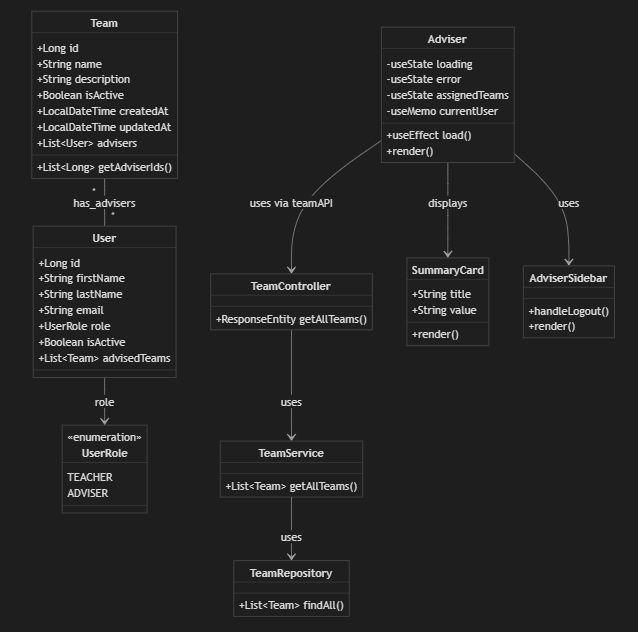 Team
+Long id
+String name
+String description
+Boolean isActive
+LocalDateTime createdAt
+LocalDateTime updatedAt
+List<User> advisers
+List<Long> getAdviserIds()
*
has_advisers
*
User
+Long id
+String firstName
+String lastName
+String email
+UserRole role
+Boolean isActive
+List<Team> advisedTeams
role
«enumeration»
UserRole
TEACHER
ADVISER
Adviser
-useState loading
-useState error
-useState assignedTeams
-useMemo currentUser
+useEffect load()
+render()
uses via teamAPI
displays
uses
TeamController
+ResponseEntity getAllTeams()
SummaryCard
+String title
+String value
+render()
AdviserSidebar
+handleLogout()
+render()
uses
TeamService
+List<Team> getAllTeams()
uses
TeamRepository
+List<Team> findAll()